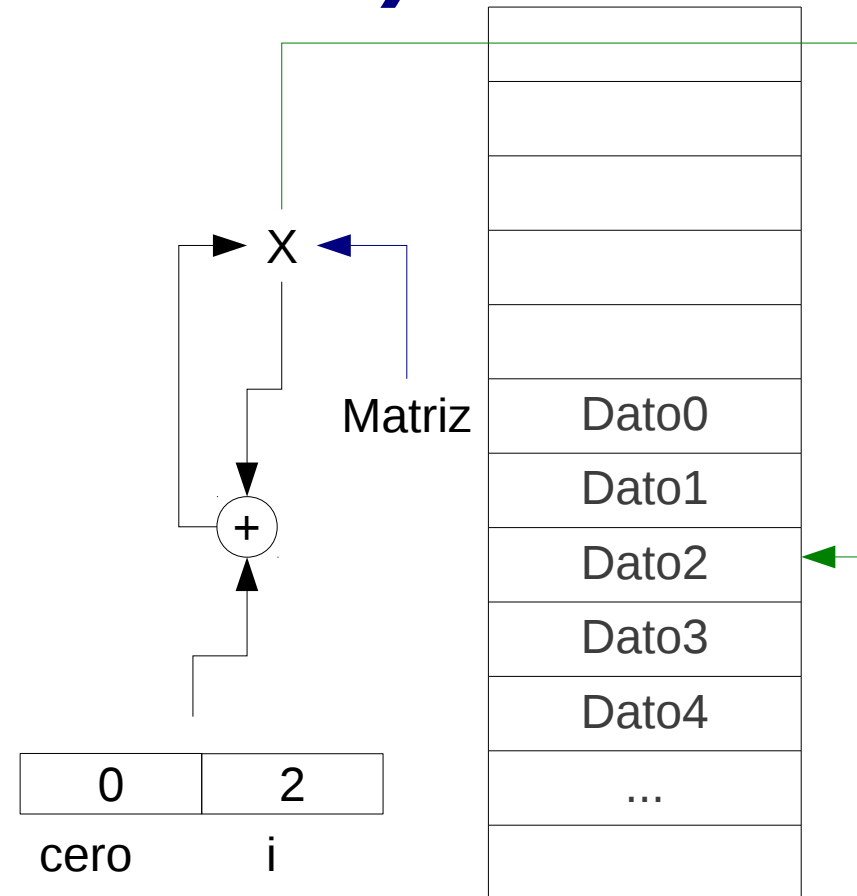 X
Matriz
Dato0
Dato1
+
Dato2
Dato3
Dato4
0 2
...
cero i